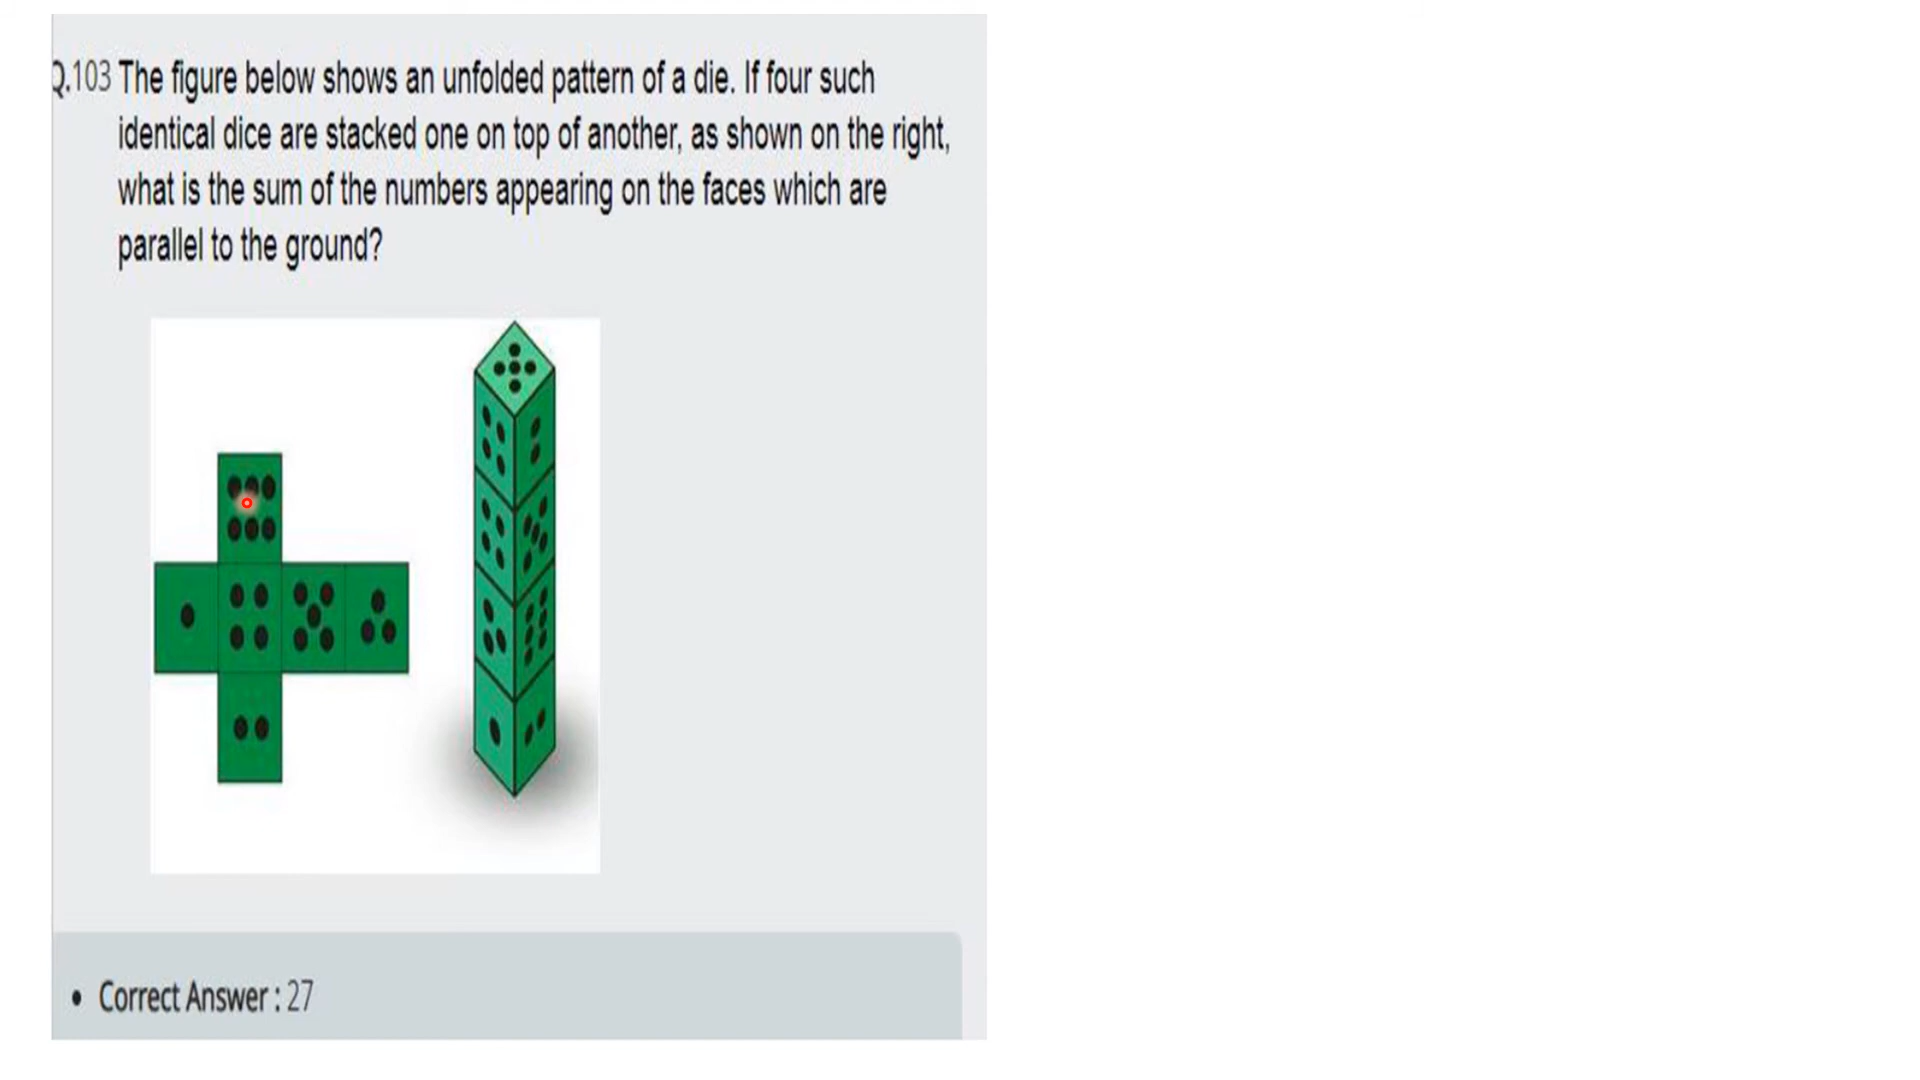 Q.103 The figure below shows an unfolded pattern of a die. If four such
identical dice are stacked one on top of another, as shown on the right,
what is the sum of the numbers appearing on the faces which are
parallel to the ground?
• Correct Answer : 27